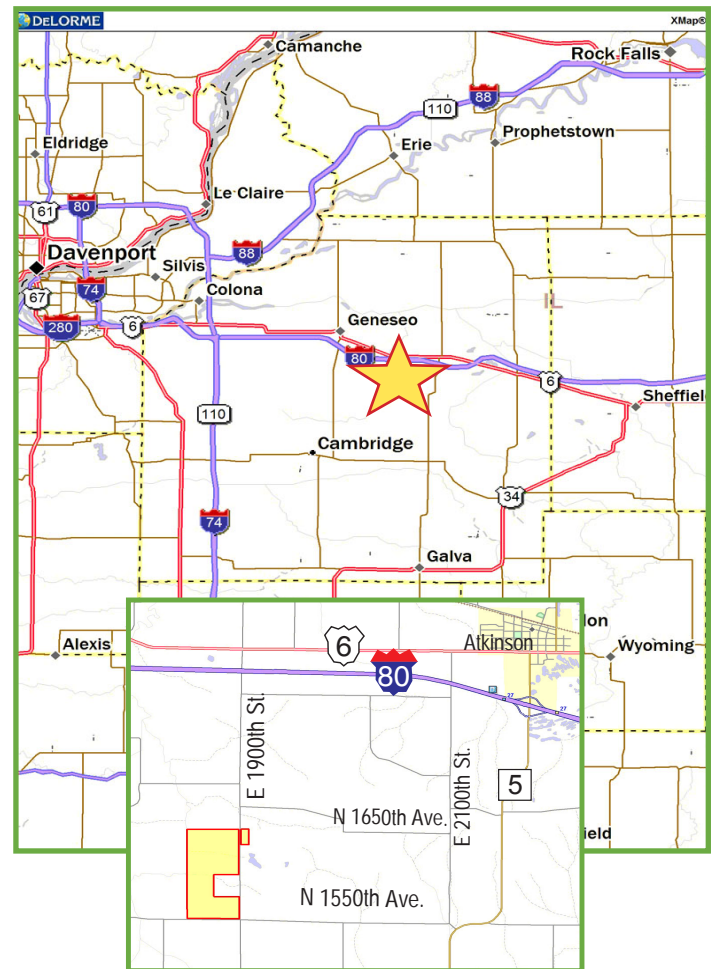 DELORME
XMap®
Camanche
Rock Falls
88
110
Prophetstown
Erie
Eldridge
Le Claire
61
80
88
Davenport
Silvis
74
Colona
67
IL
280
6
Geneseo
80
6
Sheffield
110
Cambridge
34
74
Galva
Alexis
Wyoming
6
Atkinson
80
27
27
E 1900th St.
E 2100th St.
5
N 1650th Ave.
N 1550th Ave.